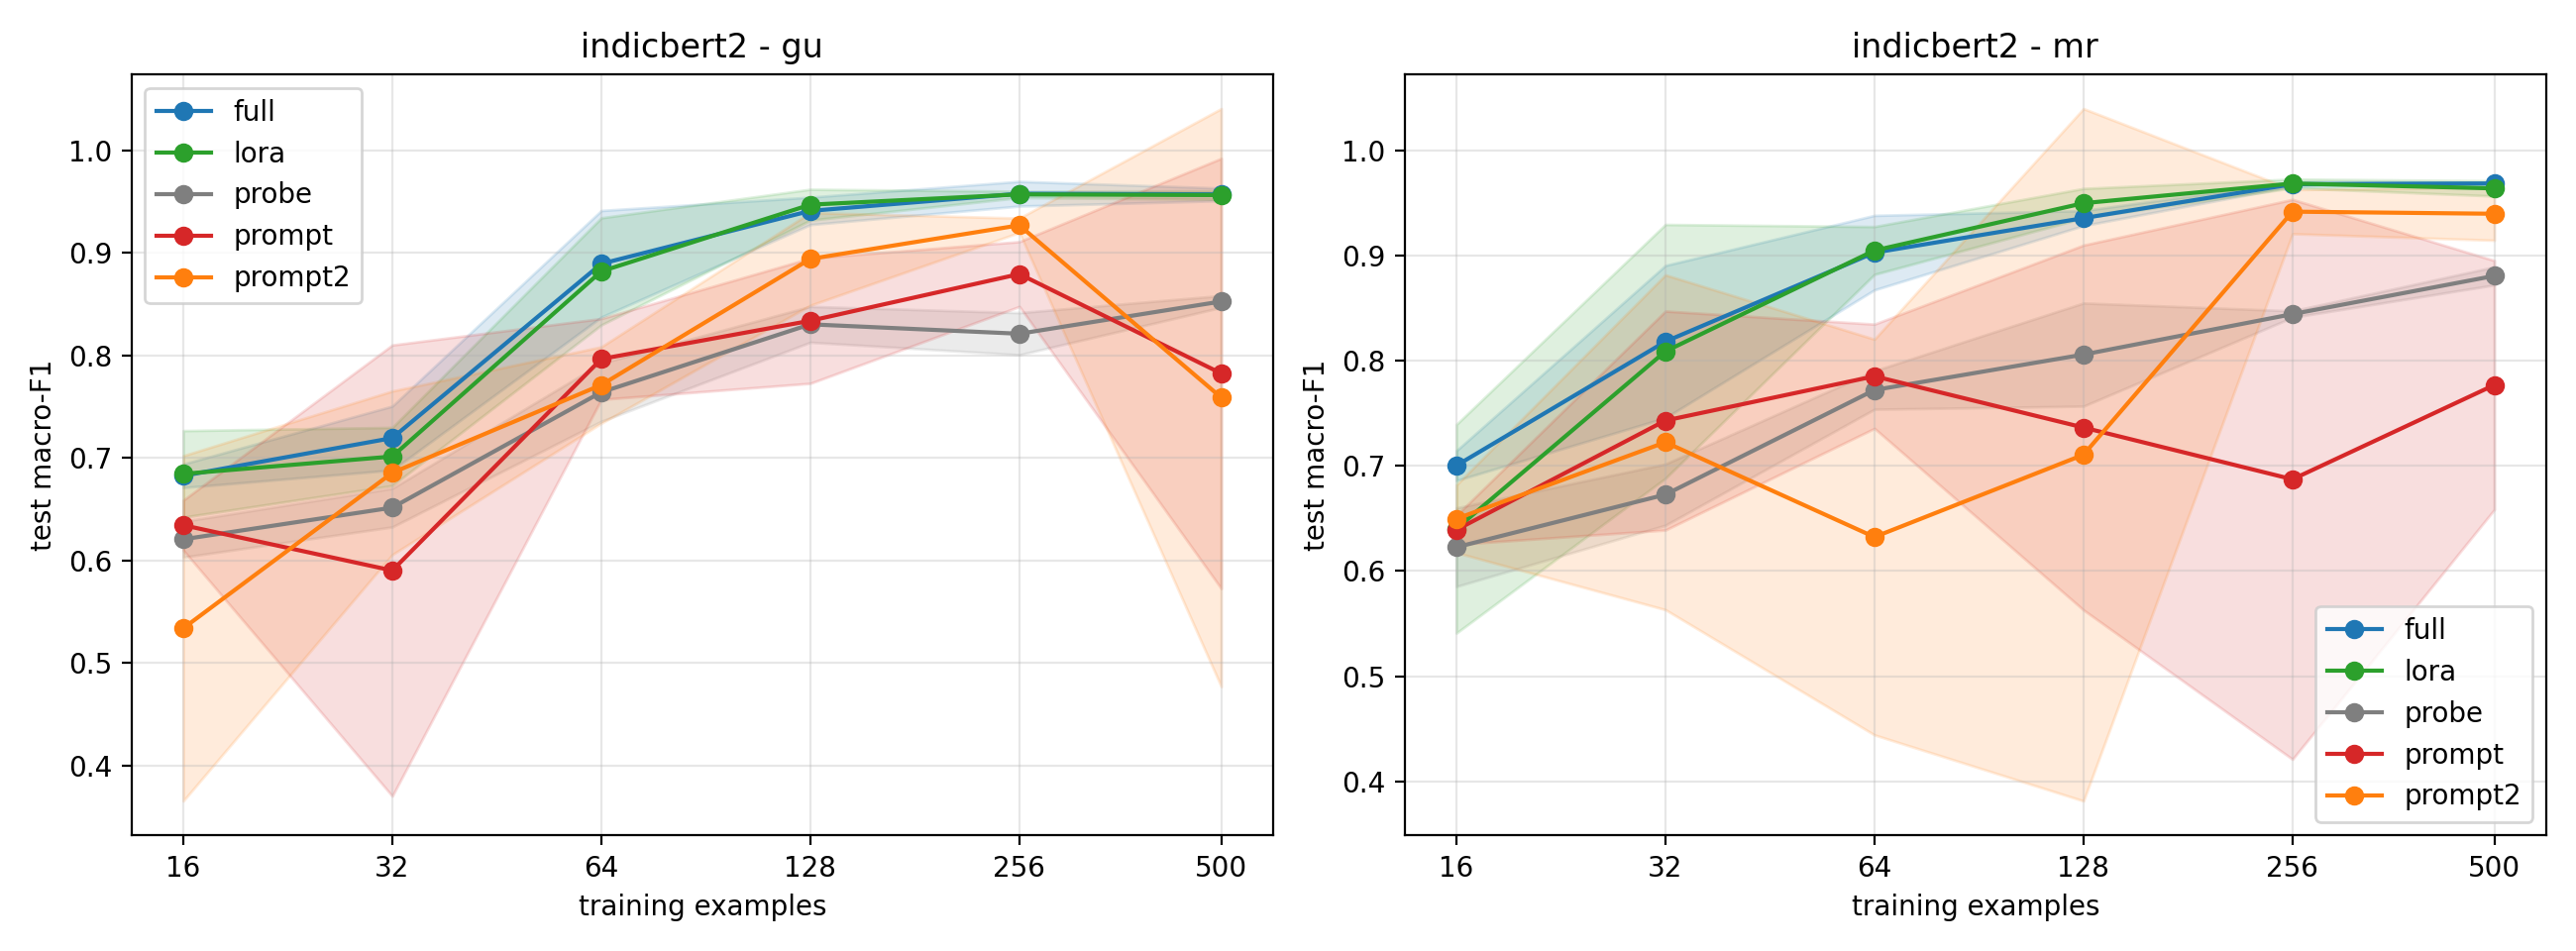 indicbert2 - gu
full
lora
probe
prompt
prompt2
1.0
0.9
0.8
0.7
0.6
0.5
0.4
test macro-F1
16 32 64 128 256 500
training examples
indicbert2 - mr
1.0
0.9
0.8
0.7
0.6
0.5
0.4
test macro-F1
full
lora
probe
prompt
prompt2
16 32 64 128 256 500
training examples